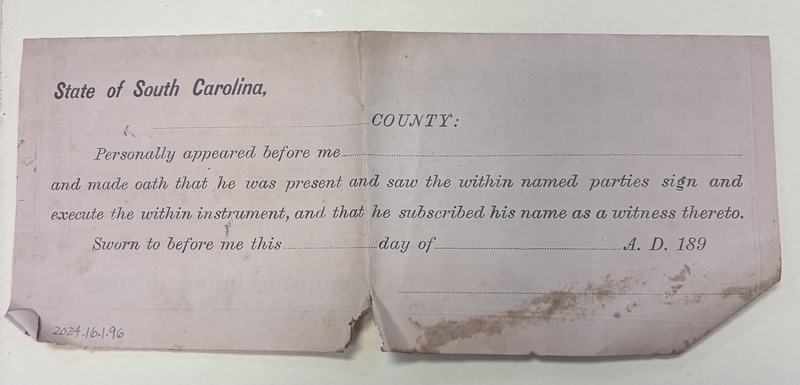 State of South Carolina,
COUNTY:
Personally appeared before me
and made oath that he was present and saw the within named parties sign and
execute the within instrument, and that he subscribed his name as a witness thereto.
Sworn to before me this day of A. D. 189
2024.16.1.96